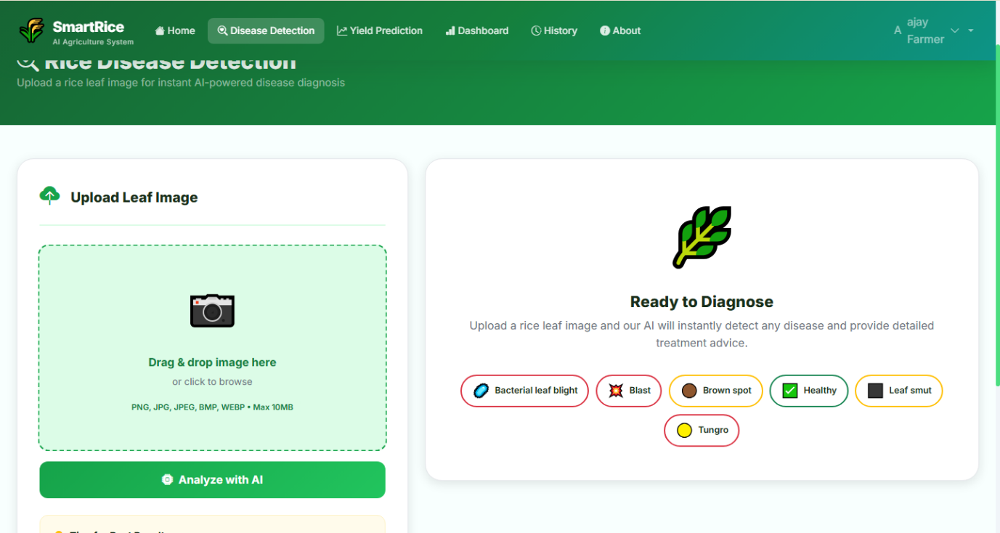 SmartRice
AI Agriculture System
Home
Disease Detection
Yield Prediction
Dashboard
History
About
A
ajay
Farmer
Rice Disease Detection
Upload a rice leaf image for instant AI-powered disease diagnosis
Upload Leaf Image
Drag & drop image here
or click to browse
PNG, JPG, JPEG, BMP, WEBP • Max 10MB
Analyze with AI
Ready to Diagnose
Upload a rice leaf image and our AI will instantly detect any disease and provide detailed
treatment advice.
Bacterial leaf blight
Blast
Brown spot
Healthy
Leaf smut
Tungro